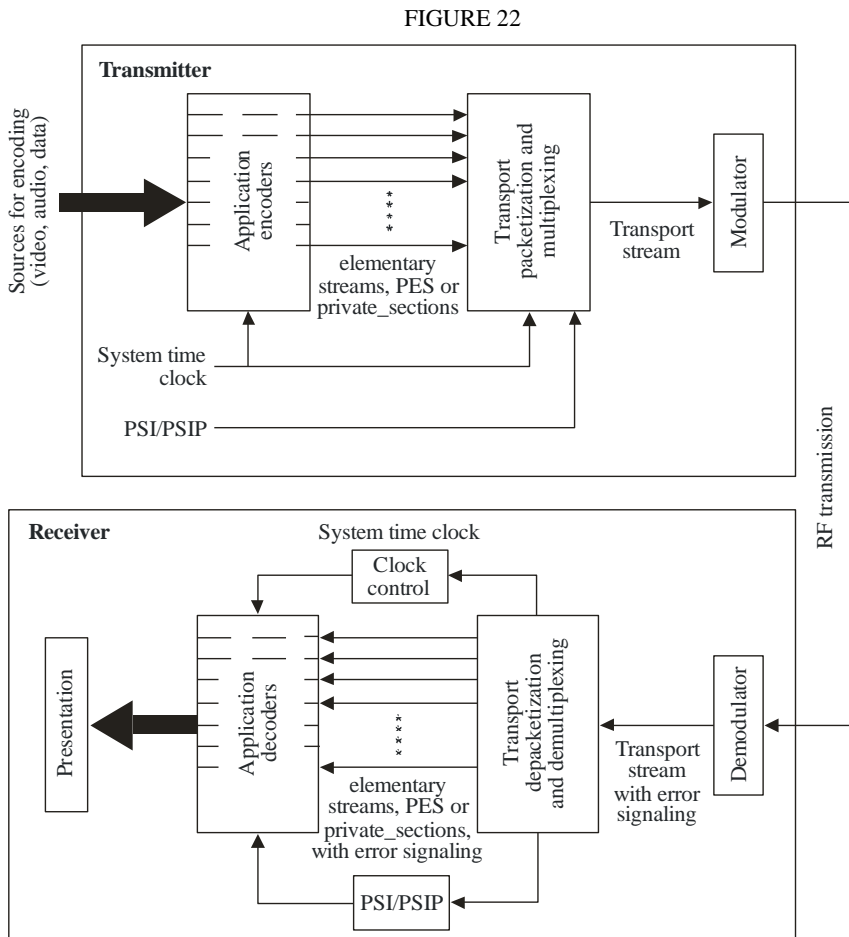 FIGURE 22
Transmitter
Sources for encoding
(video, audio, data)
Application
encoders
****
elementary
streams, PES or
private_sections
Transport
packetization and
multiplexing
Transport
stream
Modulator
System time
clock
PSI/PSIP
RF transmission
Receiver
System time clock
Clock
control
Presentation
Application
decoders
****
elementary
streams, PES or
private_sections,
with error signaling
Transport
depacketization
and demultiplexing
Transport
stream
with error
signaling
Demodulator
PSI/PSIP